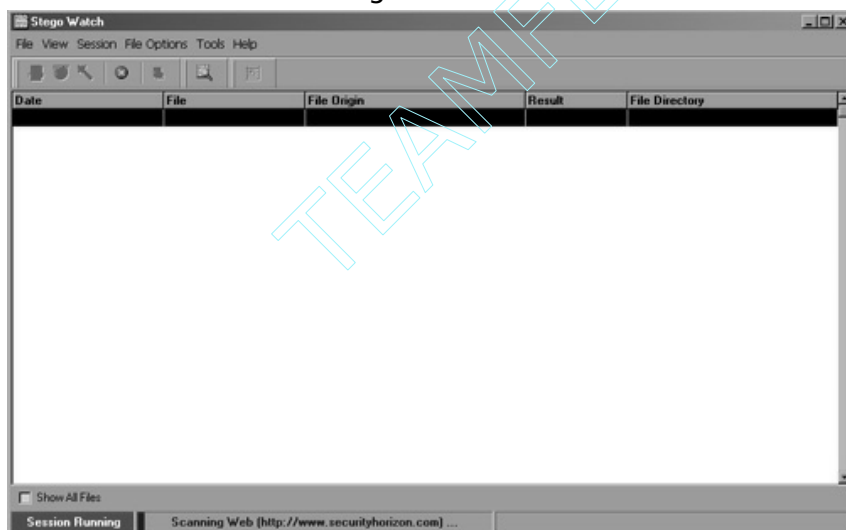 Stego Watch
File View Session File Options Tools Help
Date File File Origin Result File Directory
Show All Files
Session Running Scanning Web (http://www.securityhorizon.com) ...